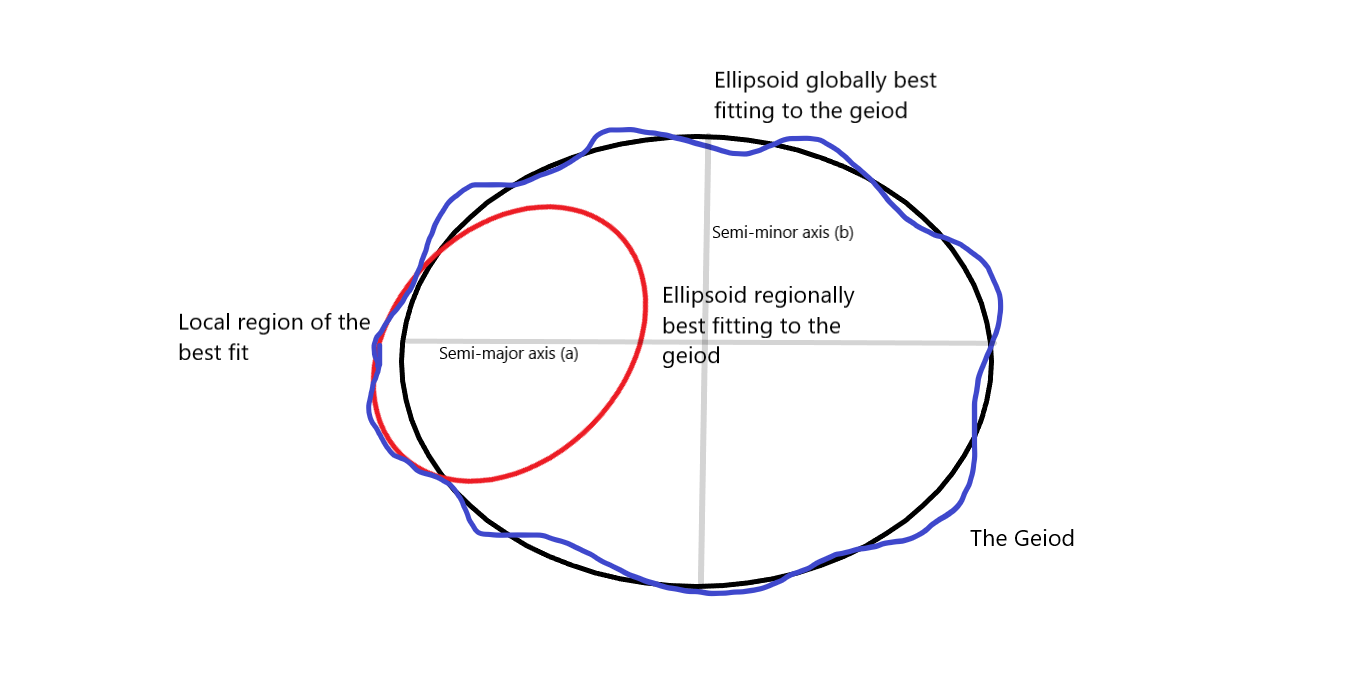 Ellipsoid globally best
fitting to the geiod
Semi-minor axis (b)
Ellipsoid regionally
best fitting to the
geiod
Local region of the
best fit
Semi-major axis (a)
The Geiod